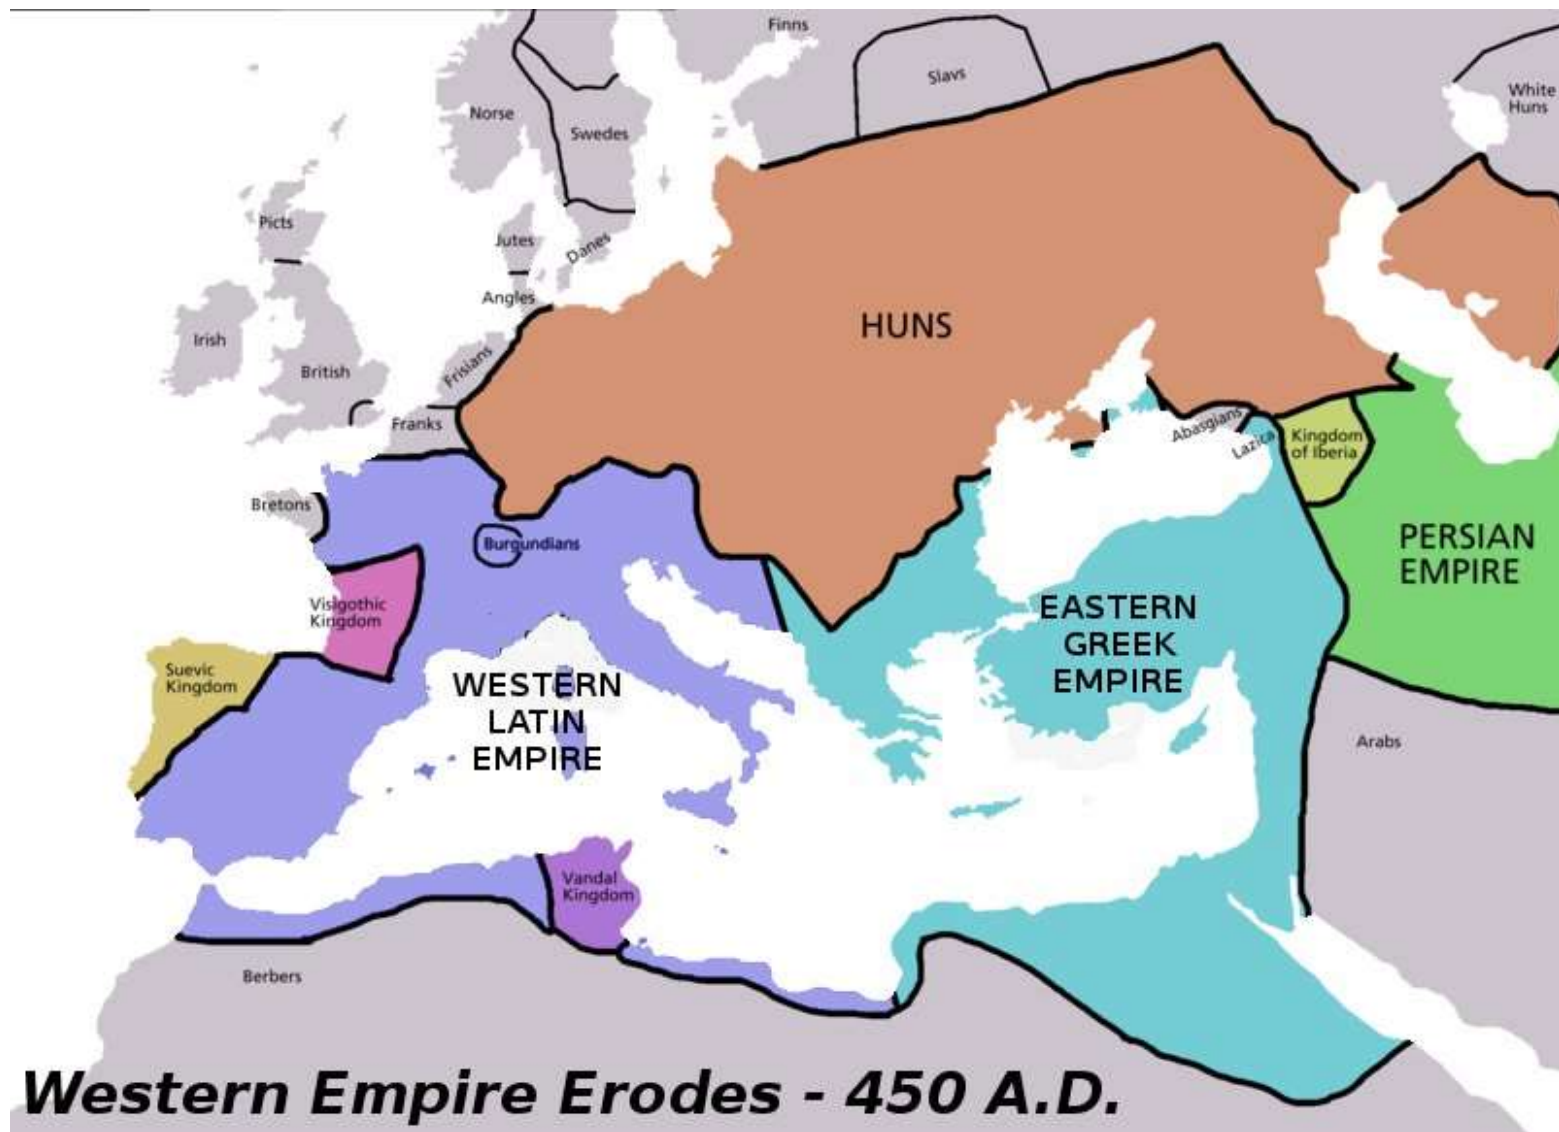 Finns
Slavs
White
Huns
Norse
Swedes
Picts
Jutes
Danes
Angles
Irish
British
Frisians
Franks
HUNS
Abasgians
Lazica
Kingdom
of Iberia
Bretons
Burgundians
PERSIAN
EMPIRE
Visigothic
Kingdom
EASTERN
GREEK
EMPIRE
Suevic
Kingdom
WESTERN
LATIN
EMPIRE
Arabs
Vandal
Kingdom
Berbers
Western Empire Erodes - 450 A.D.